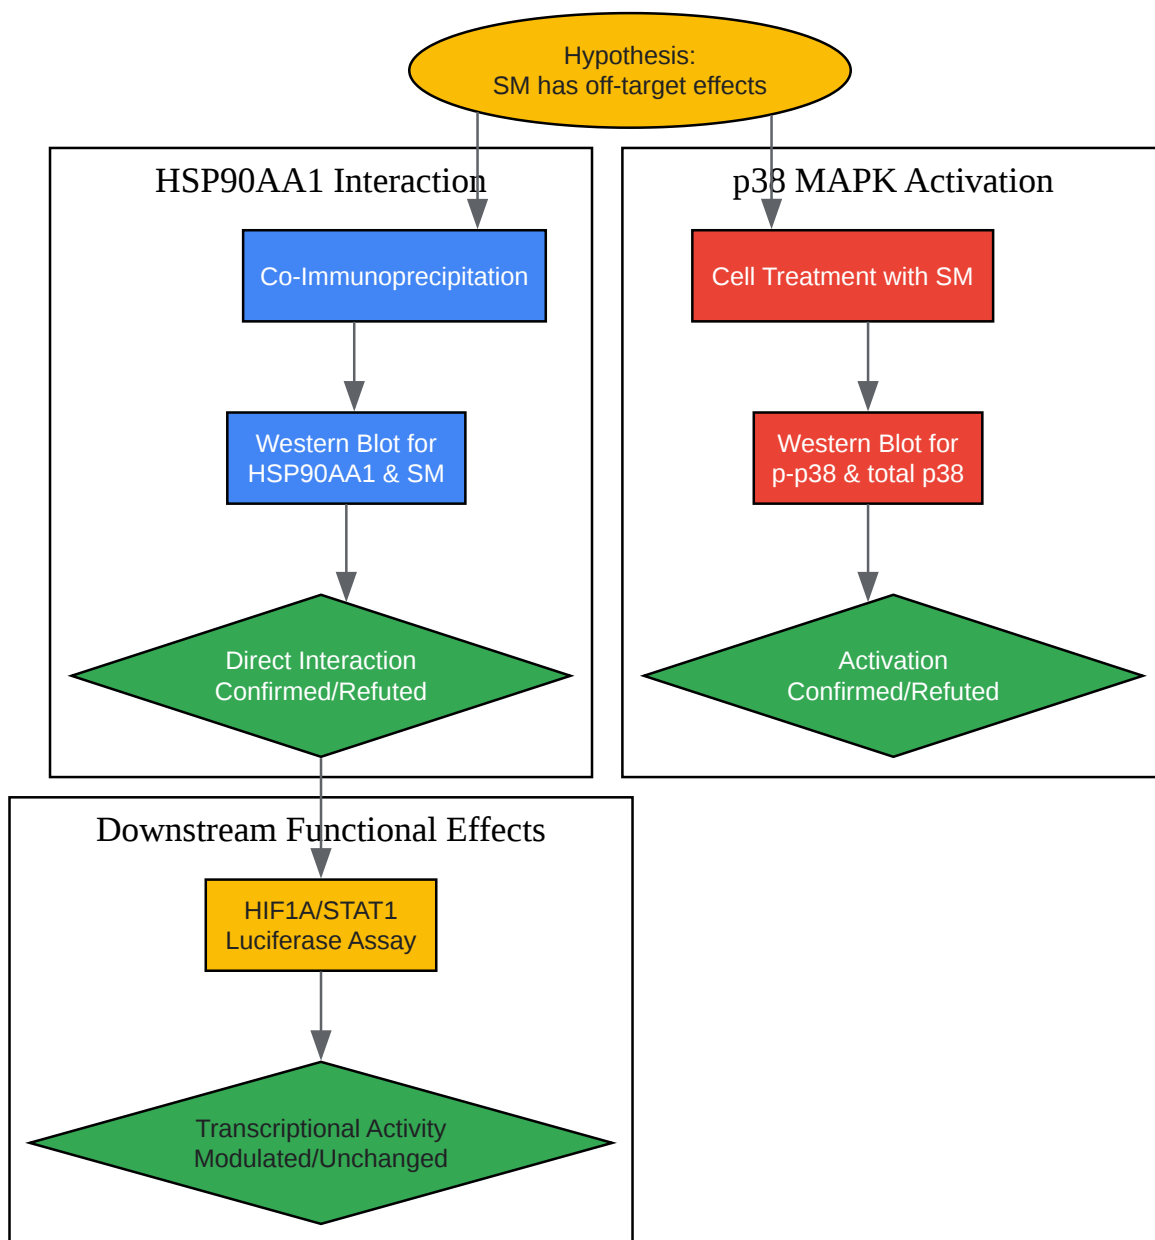 Hypothesis:
SM has off-target effects
HSP90AA1 Interaction
Co-Immunoprecipitation
Western Blot for
HSP90AA1 & SM
Direct Interaction
Confirmed/Refuted
p38 MAPK Activation
Cell Treatment with SM
Western Blot for
p-p38 & total p38
Activation
Confirmed/Refuted
Downstream Functional Effects
HIF1A/STAT1
Luciferase Assay
Transcriptional Activity
Modulated/Unchanged